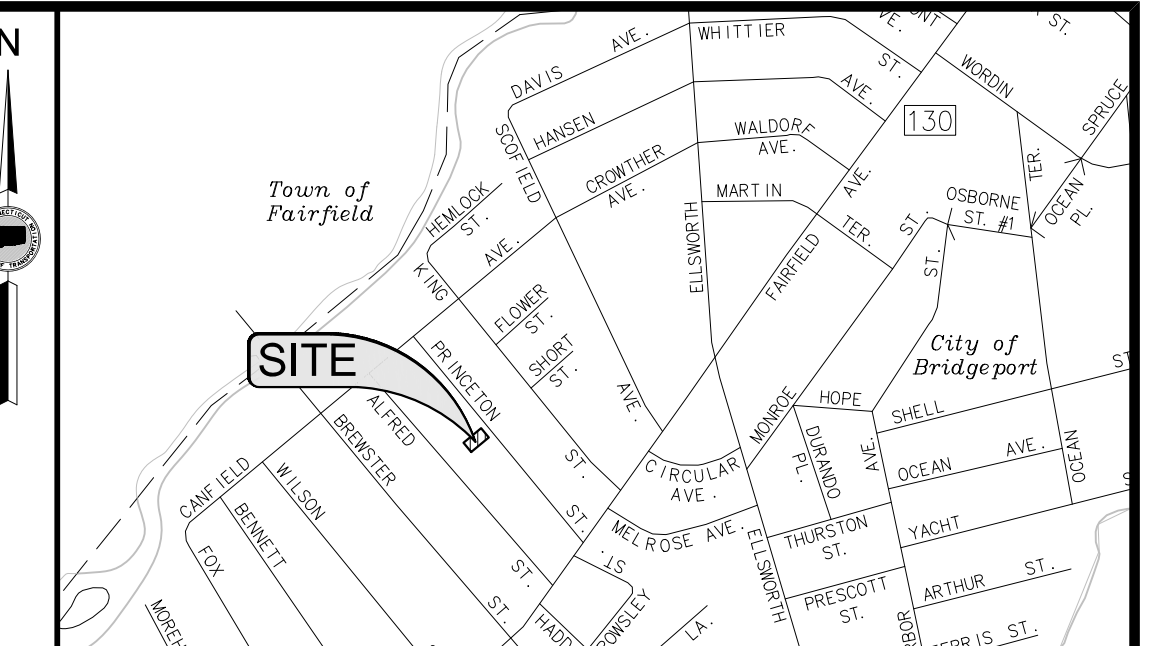 N
WHITTIER
AVE.
ST.
DAVIS
AVE.
ST.
WORDIN
SPRUCE
HANSEN
AVE.
130
SCOFIELD
WALDORF
AVE.
CROWTHER
AVE.
TER.
Town of
Fairfield
HEMLOCK
ST.
MARTIN
AVE.
TER.
OSBORNE
ST. #1
OCEAN
PL.
ST.
ST.
KING
AVE.
ELLSWORTH
FAIRFIELD
FLOWER
ST.
City of
Bridgeport
SITE
PRINCETON
SHORT
ST.
ST
ALFRED
AVE.
MONROE
HOPE
SHELL
BREWSTER
DURANDO
PL.
AVE.
OCEAN
AVE.
OCEAN
CANFIELD
WILSON
ST.
CIRCULAR
AVE.
BENNETT
ST.
MELROSE AVE.
ELLSWORTH
THURSTON
ST.
YACHT
FOX
ST.
ST.
ARTHUR
ST.
PRESCOTT
ST.
ST.
LA.